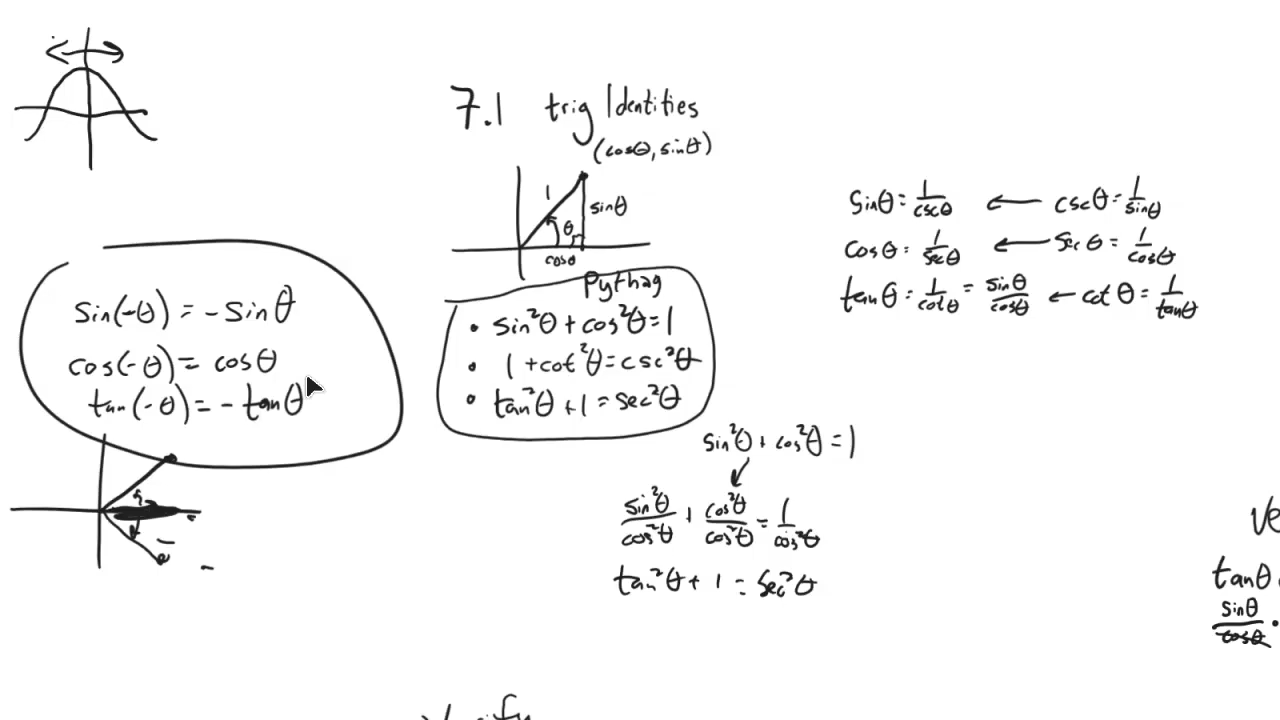 7.1 trig Identities
(cosθ, sinθ)
1
sinθ
θ
cosθ
sinθ = 1/cscθ ← cscθ = 1/sinθ
cosθ = 1/secθ ← secθ = 1/cosθ
tanθ = 1/cotθ = sinθ/cosθ ← cotθ = 1/tanθ
sin(-θ) = -sinθ
cos(-θ) = cosθ
tan(-θ) = -tanθ
Pythag
• sin²θ + cos²θ = 1
• 1 + cot²θ = csc²θ
• tan²θ + 1 = sec²θ
sin²θ + cos²θ = 1
sin²θ/cos²θ + cos²θ/cos²θ = 1/cos²θ
tan²θ + 1 = sec²θ
Ve
tanθ
sinθ/cosθ ·